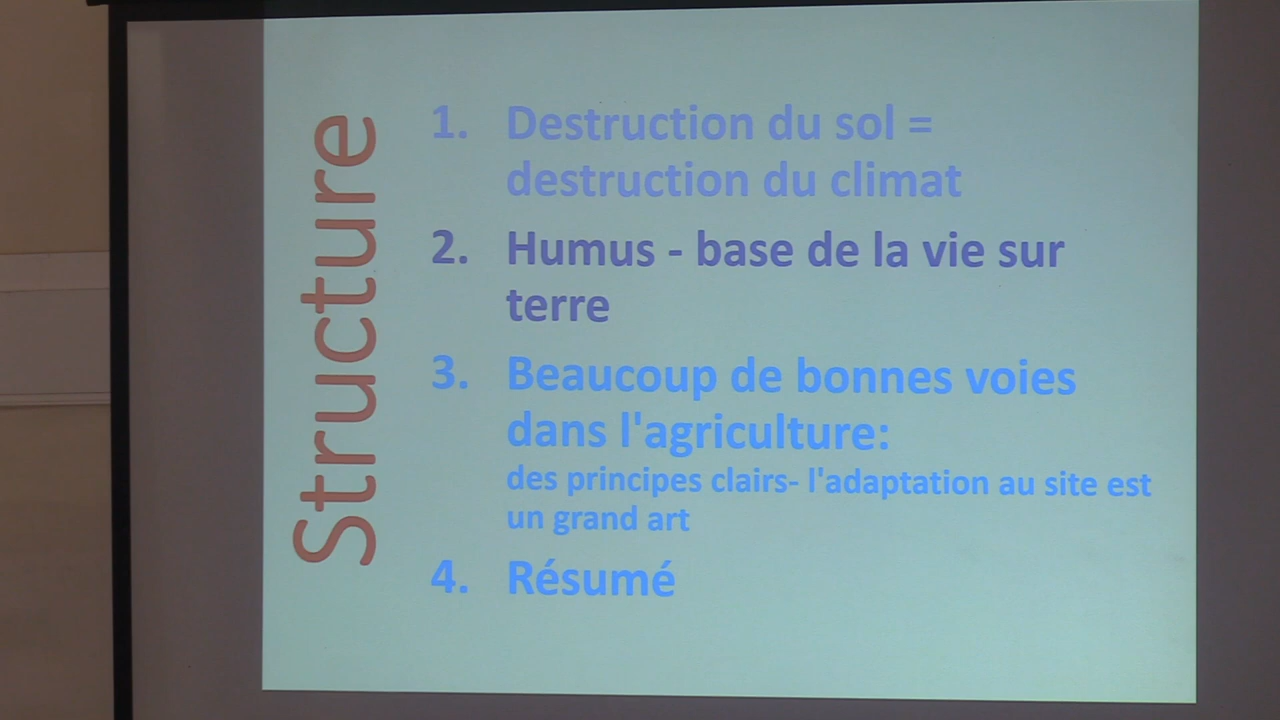 Structure
1. Destruction du sol =
destruction du climat
2. Humus - base de la vie sur
terre
3. Beaucoup de bonnes voies
dans l'agriculture:
des principes clairs- l'adaptation au site est
un grand art
4. Résumé